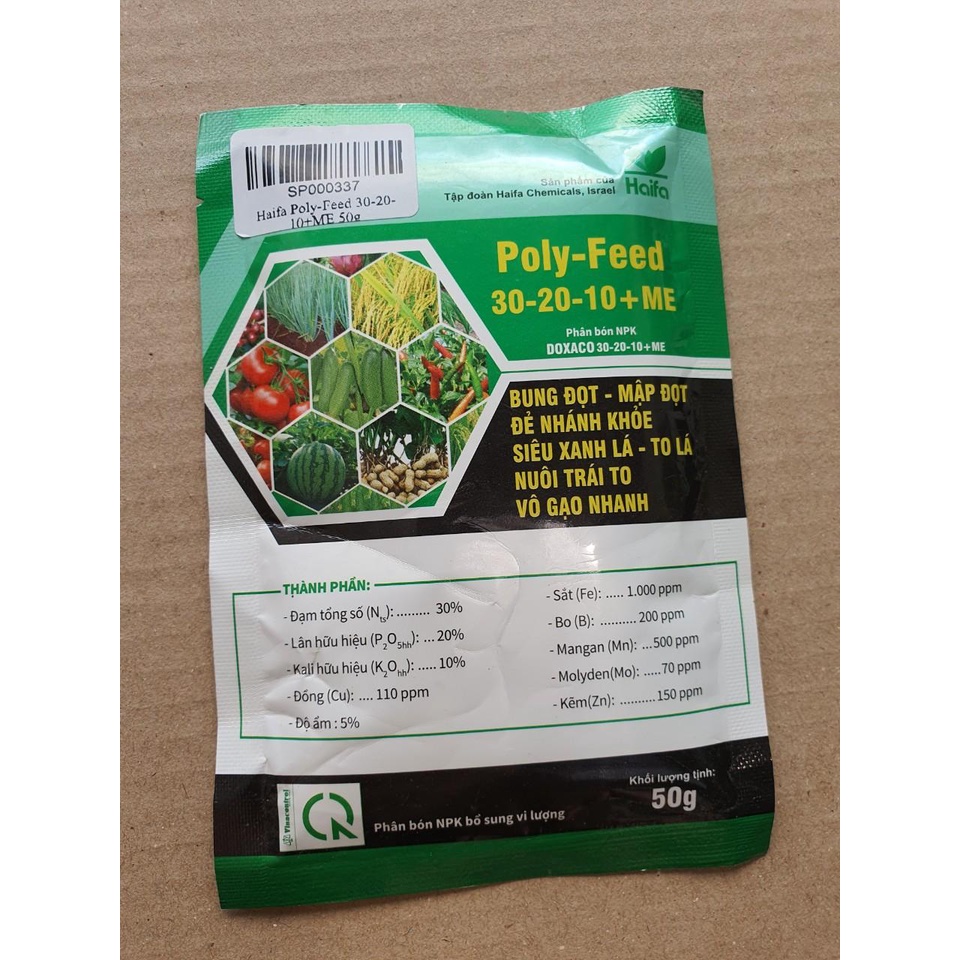 SP000337
Haifa Poly-Feed 30-20-
10+ME 50g
Sản phẩm của
Tập đoàn Haifa Chemicals, Israel
Haifa
Poly-Feed
30-20-10+ME
Phân bón NPK
DOXACO 30-20-10+ME
BUNG ĐỌT - MẬP ĐỌT
ĐẺ NHÁNH KHỎE
SIÊU XANH LÁ - TO LÁ
NUÔI TRÁI TO
VÔ GẠO NHANH
THÀNH PHẦN:
- Đạm tổng số (Nts): ......... 30%
- Lân hữu hiệu (P2O5hh): ... 20%
- Kali hữu hiệu (K2Ohh): ..... 10%
- Đồng (Cu): .... 110 ppm
- Độ ẩm : 5%
- Sắt (Fe): ..... 1.000 ppm
- Bo (B): .......... 200 ppm
- Mangan (Mn): ...500 ppm
- Molyden(Mo): .....70 ppm
- Kẽm(Zn): ..........150 ppm
Vinacontrol
Phân bón NPK bổ sung vi lượng
Khối lượng tịnh:
50g